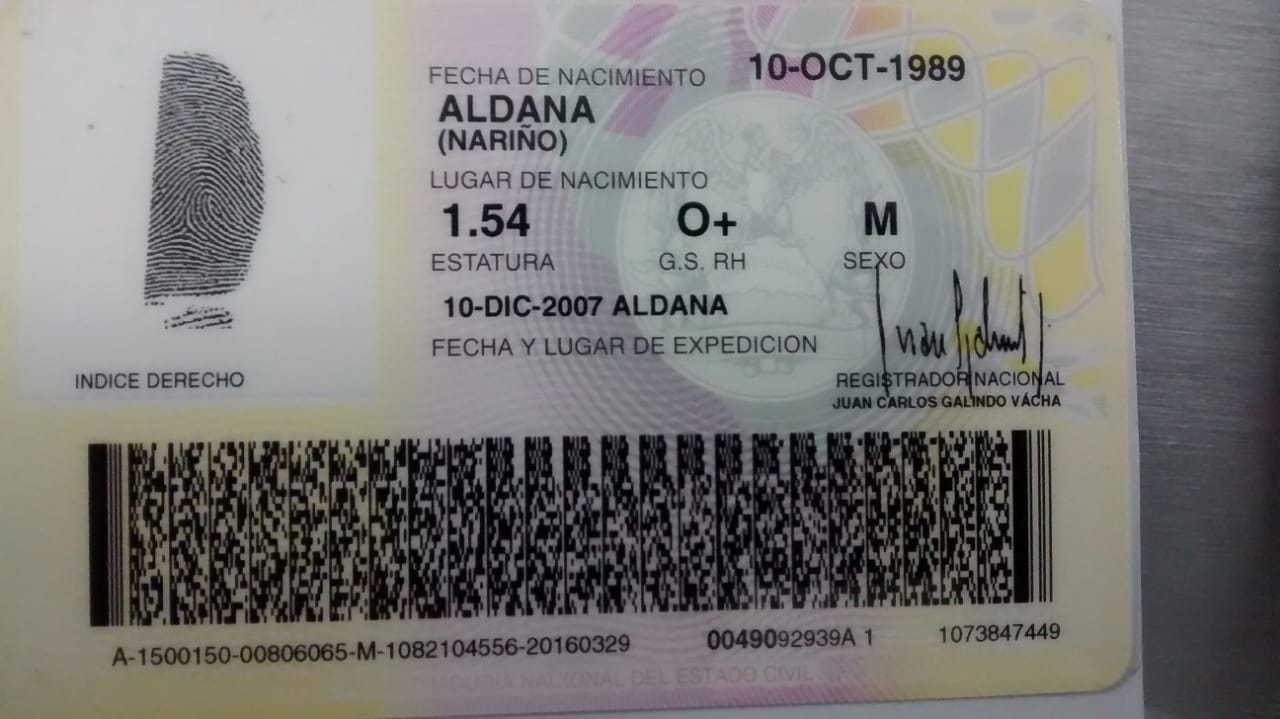 FECHA DE NACIMIENTO 10-OCT-1989
ALDANA
(NARIÑO)
LUGAR DE NACIMIENTO
1.54 O+ M
ESTATURA G.S. RH SEXO
10-DIC-2007 ALDANA
FECHA Y LUGAR DE EXPEDICION
INDICE DERECHO
REGISTRADOR NACIONAL
JUAN CARLOS GALINDO VÁCHA
A-1500150-00806065-M-1082104556-20160329 0049092939A 1 1073847449
NACIONAL DEL ESTADO CIVIL